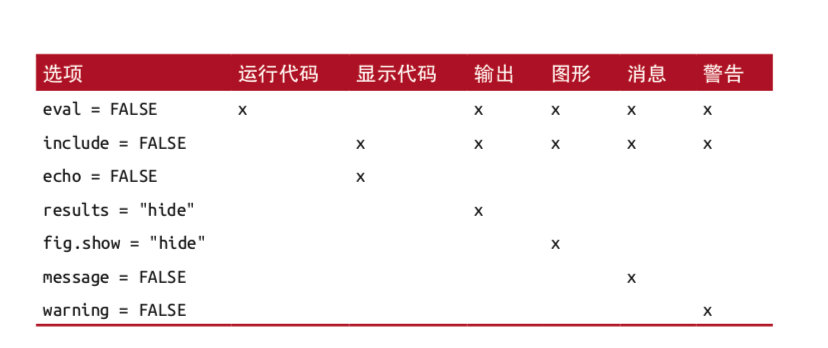 选项 运行代码 显示代码 输出 图形 消息 警告
eval = FALSE x x x x x
include = FALSE x x x x x
echo = FALSE x
results = "hide" x
fig.show = "hide" x
message = FALSE x
warning = FALSE x